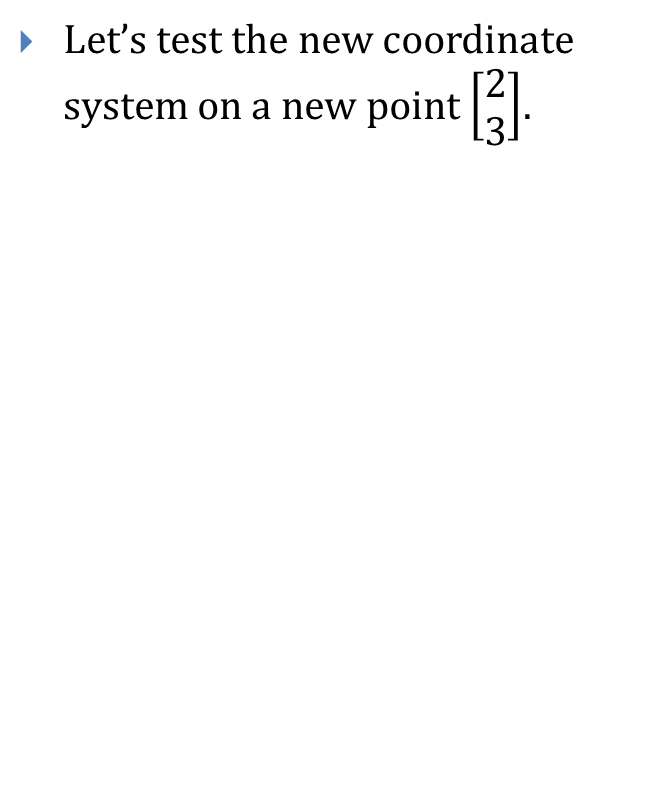 Let’s test the new coordinate
system on a new point [2
3].